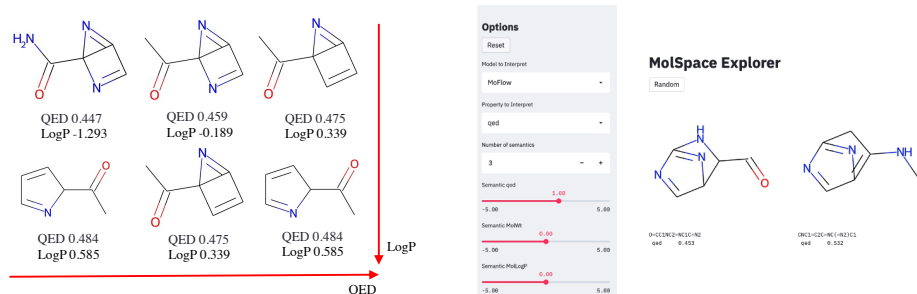 H₂N
N
O
N
QED 0.447
LogP -1.293
N
O
N
QED 0.459
LogP -0.189
N
O
QED 0.475
LogP 0.339
O
N
QED 0.484
LogP 0.585
N
O
QED 0.475
LogP 0.339
O
N
QED 0.484
LogP 0.585
LogP
QED
Options
Reset
Model to Interpret
MoFlow
Property to Interpret
qed
Number of semantics
3 - +
Semantic qed
1.80
-5.00 5.00
Semantic MolWt
0.00
-5.00 5.00
Semantic MolLogP
0.00
-5.00 5.00
MolSpace Explorer
Random
H
N
N
N
O
O=CC1NC2=NC1C=N2
qed 0.453
N
N
NH
CNC1=C2C=NC(=N2)C1
qed 0.532